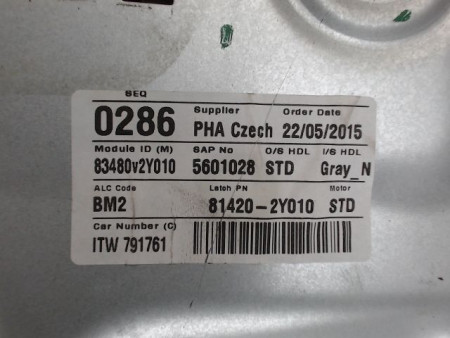 SEQ
0286 Supplier Order Date
PHA Czech 22/05/2015
Module ID (M) SAP No O/S HDL I/S HDL
83480v2Y010 5601028 STD Gray_N
ALC Code Latch PN Motor
BM2 81420-2Y010 STD
Car Number (C)
ITW 791761